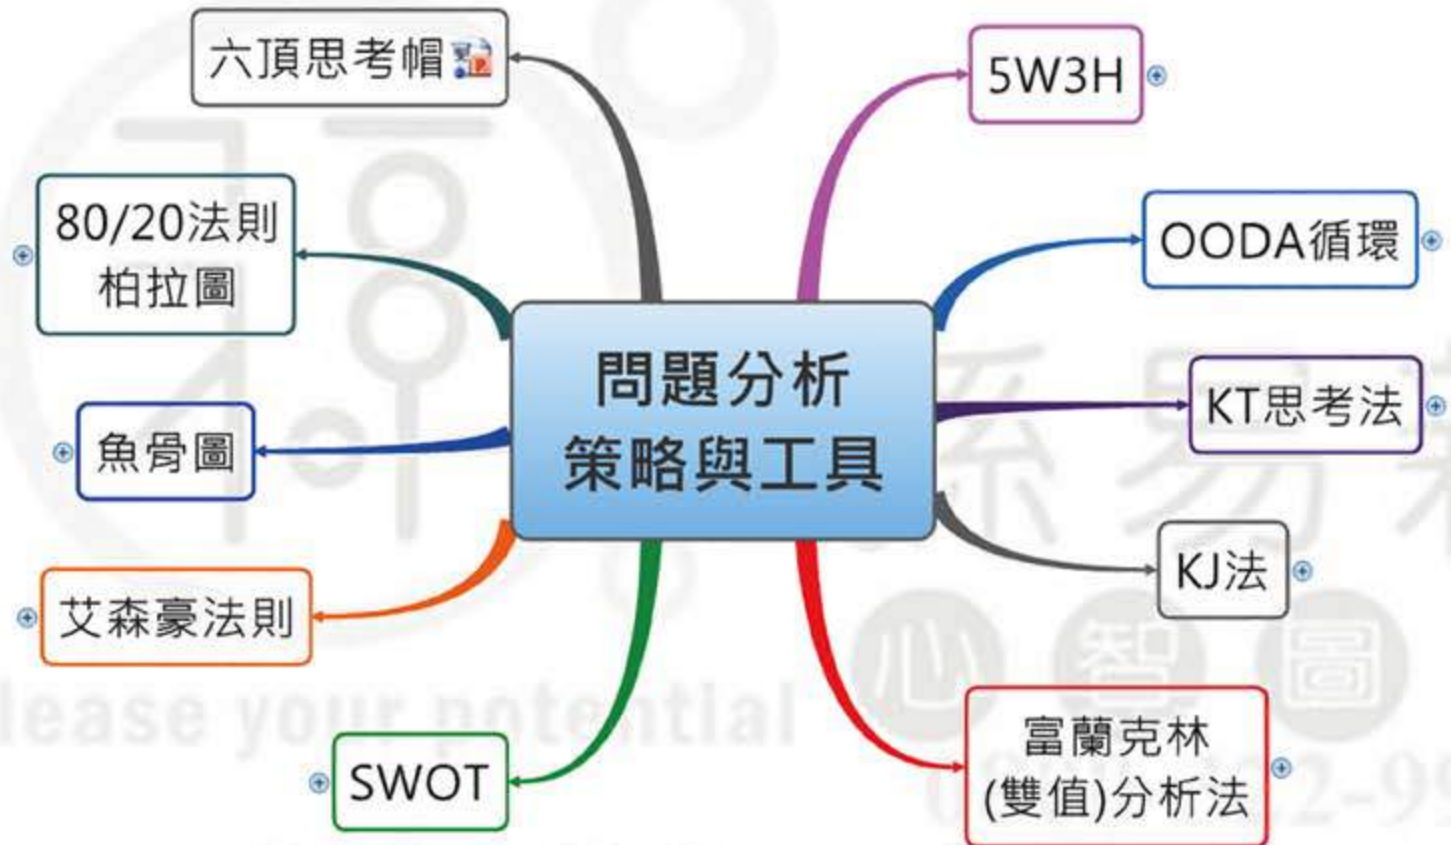 六頂思考帽
5W3H
80/20法則
柏拉圖
OODA循環
問題分析
策略與工具
KT思考法
魚骨圖
KJ法
艾森豪法則
心智圖
lease your potential
富蘭克林
(雙值)分析法
SWOT